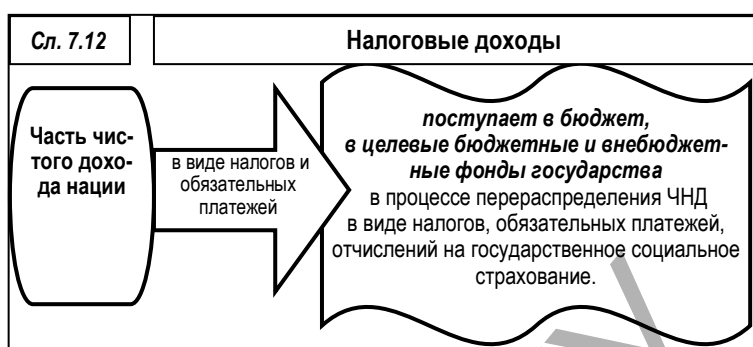 Сл. 7.12
Налоговые доходы
Часть чис-
того дохо-
да нации
в виде налогов и
обязательных
платежей
поступает в бюджет,
в целевые бюджетные и внебюджет-
ные фонды государства
в процессе перераспределения ЧНД
в виде налогов, обязательных платежей,
отчислений на государственное социальное
страхование.